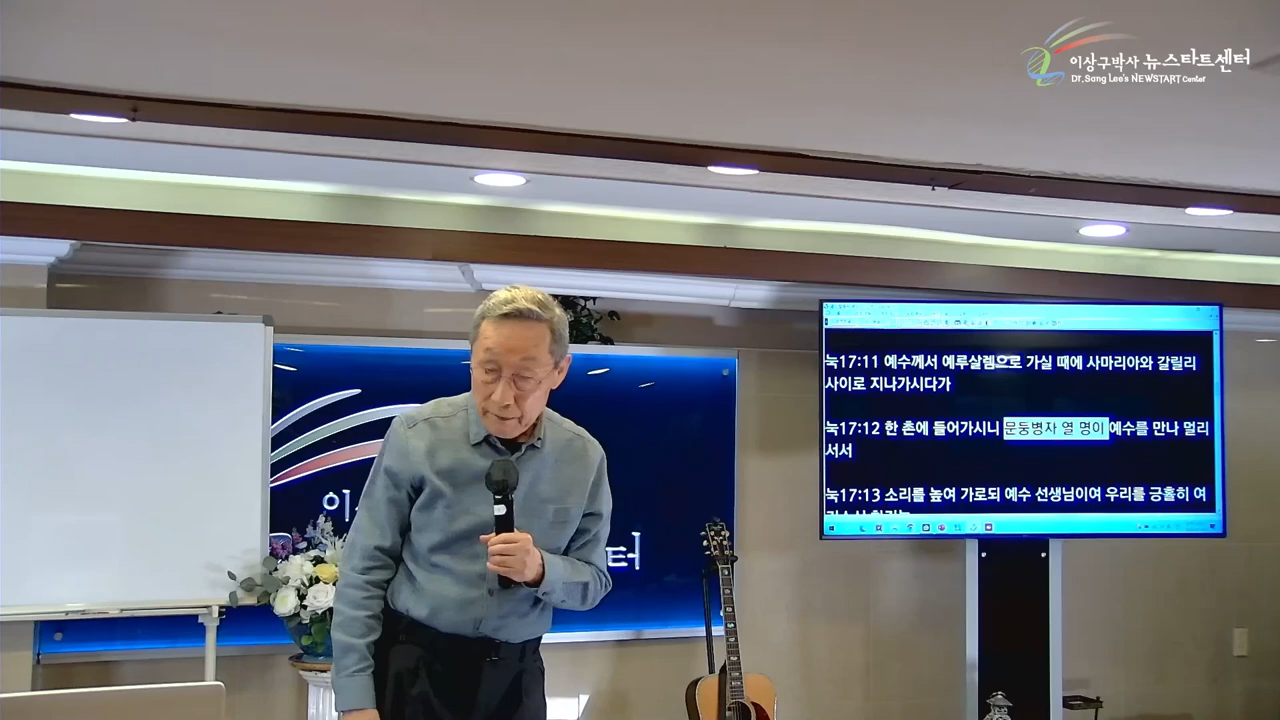 이상구박사 뉴스타트센터
Dr. Sang Lee's NEWSTART Center
눅17:11 예수께서 예루살렘으로 가실 때에 사마리아와 갈릴리
사이로 지나가시다가
눅17:12 한 촌에 들어가시니 문둥병자 열 명이 예수를 만나 멀리
서서
눅17:13 소리를 높여 가로되 예수 선생님이여 우리를 긍휼히 여
이
터